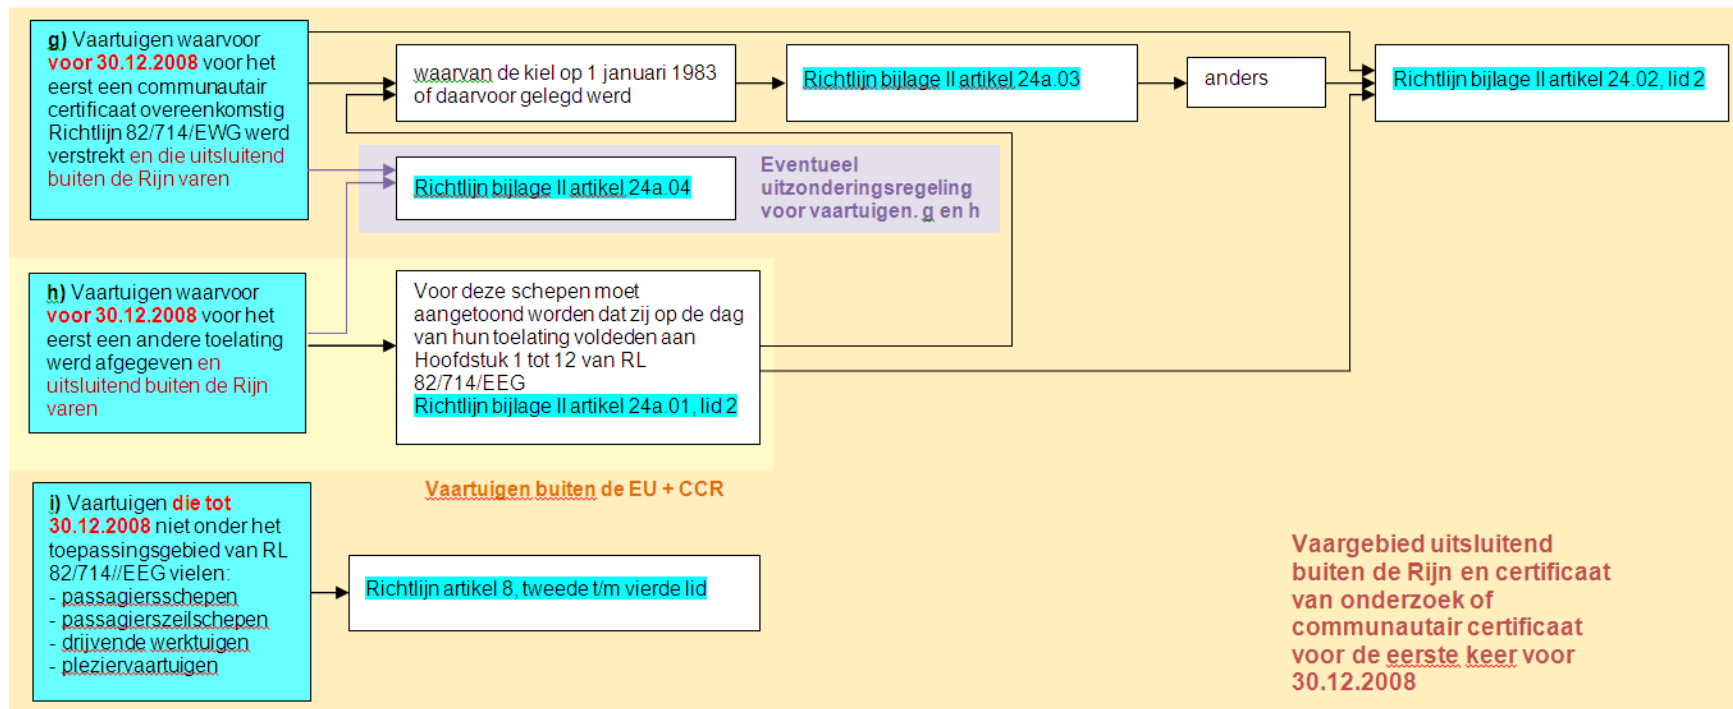 g) Vaartuigen waarvoor
voor 30.12.2008 voor het
eerst een communautair
certificaat overeenkomstig
Richtlijn 82/714/EWG werd
verstrekt en die uitsluitend
buiten de Rijn varen
waarvan de kiel op 1 januari 1983
of daarvoor gelegd werd
Richtlijn bijlage II artikel 24a.03
anders
Richtlijn bijlage II artikel 24.02, lid 2
Richtlijn bijlage II artikel 24a.04
Eventueel
uitzonderingsregeling
voor vaartuigen. g en h
h) Vaartuigen waarvoor
voor 30.12.2008 voor het
eerst een andere toelating
werd afgegeven en
uitsluitend buiten de Rijn
varen
Voor deze schepen moet
aangetoond worden dat zij op de dag
van hun toelating voldeden aan
Hoofdstuk 1 tot 12 van RL
82/714/EEG
Richtlijn bijlage II artikel 24a.01, lid 2
Vaartuigen buiten de EU + CCR
i) Vaartuigen die tot
30.12.2008 niet onder het
toepassingsgebied van RL
82/714//EEG vielen:
- passagiersschepen
- passagierszeilschepen
- drijvende werktuigen
- pleziervaartuigen
Richtlijn artikel 8, tweede t/m vierde lid
Vaargebied uitsluitend
buiten de Rijn en certificaat
van onderzoek of
communautair certificaat
voor de eerste keer voor
30.12.2008